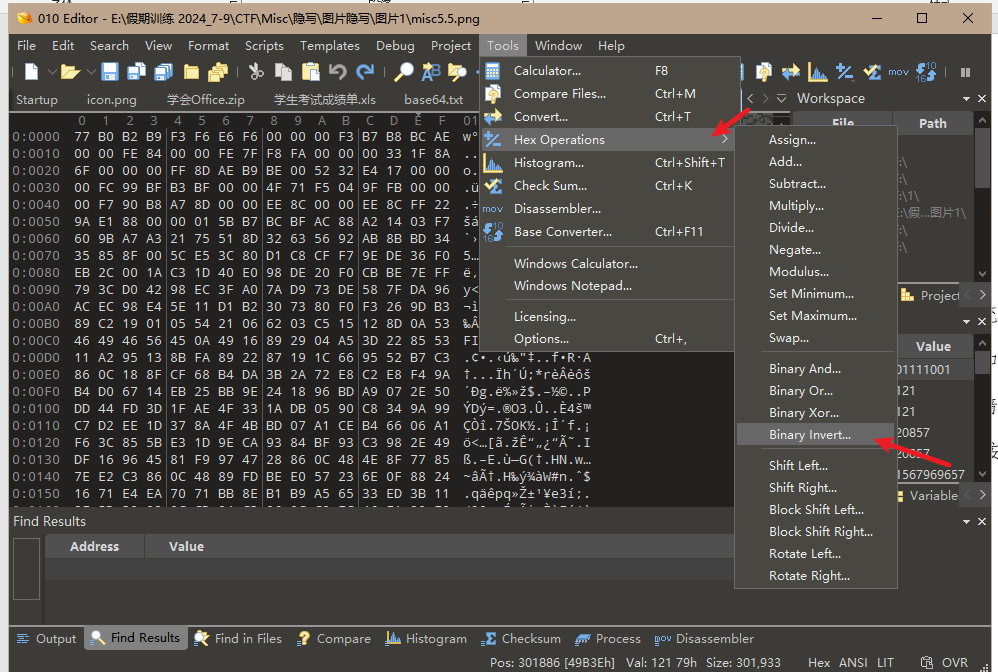 010 Editor - E:\假期训练 2024_7-9\CTF\Misc\隐写\图片隐写\图片1\misc5.5.png
File Edit Search View Format Scripts Templates Debug Project Tools Window Help
Startup icon.png 学会Office.zip 学生考试成绩单.xls base64.txt
Calculator... F8
Compare Files... Ctrl+M
Convert... Ctrl+T
Hex Operations
Histogram... Ctrl+Shift+T
Check Sum... Ctrl+K
Disassembler...
Base Converter... Ctrl+F11
Windows Calculator...
Windows Notepad...
Licensing...
Options... Ctrl+,
Assign...
Add...
Subtract...
Multiply...
Divide...
Negate...
Modulus...
Set Minimum...
Set Maximum...
Swap...
Binary And...
Binary Or...
Binary Xor...
Binary Invert...
Shift Left...
Shift Right...
Block Shift Left...
Block Shift Right...
Rotate Left...
Rotate Right...
Workspace
File Path
Project
Value
01111001
121
121
20857
20857
1567969657
Variable
0 1 2 3 4 5 6 7 8 9 A B C D E F 01
0:0000 77 B0 B2 B9 F3 F6 E6 F6 00 00 00 F3 B7 B8 BC AE
0:0010 00 00 FE 84 00 00 FE 7F F8 FA 00 00 00 33 1F 8A
0:0020 6F 00 00 00 FF 8D AE B9 BE 00 52 32 E4 17 00 00
0:0030 00 FC 99 BF B3 BF 00 00 4F 71 F5 04 9F FB 00 00
0:0040 00 F7 90 B8 A7 8D 00 00 EE 8C 00 00 EE 8C FF 22
0:0050 9A E1 88 00 00 01 5B B7 BC BF AC 88 A2 14 03 F7
0:0060 60 9B A7 A3 21 75 51 8D 32 63 56 92 AB 8B BD 34
0:0070 35 85 8F 00 5C E5 3C 80 D1 C8 CF F7 9E DE 36 F0
0:0080 EB 2C 00 1A C3 1D 40 E0 98 DE 20 F0 CB BE 7E FF
0:0090 79 3C D0 42 98 EC 3F A0 7A D9 73 DE 58 7F DA 96
0:00A0 AC EC 98 E4 5E 11 D1 B2 30 73 80 F0 F3 26 9D B3
0:00B0 89 C2 19 01 05 54 21 06 62 03 C5 15 12 8D 0A 53
0:00C0 46 49 46 56 45 0A 49 16 89 29 04 A5 3D 22 85 53
0:00D0 11 A2 95 13 8B FA 89 22 87 19 1C 66 95 52 B7 C3
0:00E0 86 0C 18 8F CF 68 B4 DA 3B 2A 72 E8 C2 E8 F4 9A
0:00F0 B4 D0 67 14 EB 25 BB 9E 24 18 96 BD A9 07 2E 50
0:0100 DD 44 FD 3D 1F AE 4F 33 1A DB 05 90 C8 34 9A 99
0:0110 C7 D2 EE 1D 37 8A 4F 4B BD 07 A1 CE B4 66 06 A1
0:0120 F6 3C 85 5B E3 1D 9E CA 93 84 BF 93 C3 98 2E 49
0:0130 DF 16 96 45 81 F9 97 47 28 86 0C 48 4E 8F 77 85
0:0140 7E E2 C3 86 0C 48 89 FD BE E0 57 23 6E 0F 88 24
0:0150 16 71 E4 EA 70 71 BB 8E B1 B9 A5 65 33 ED 3B 11
Find Results
Address Value
Output Find Results Find in Files Compare Histogram Checksum Process Disassembler
Pos: 301886 [49B3Eh] Val: 121 79h Size: 301,933 Hex ANSI LIT OVR